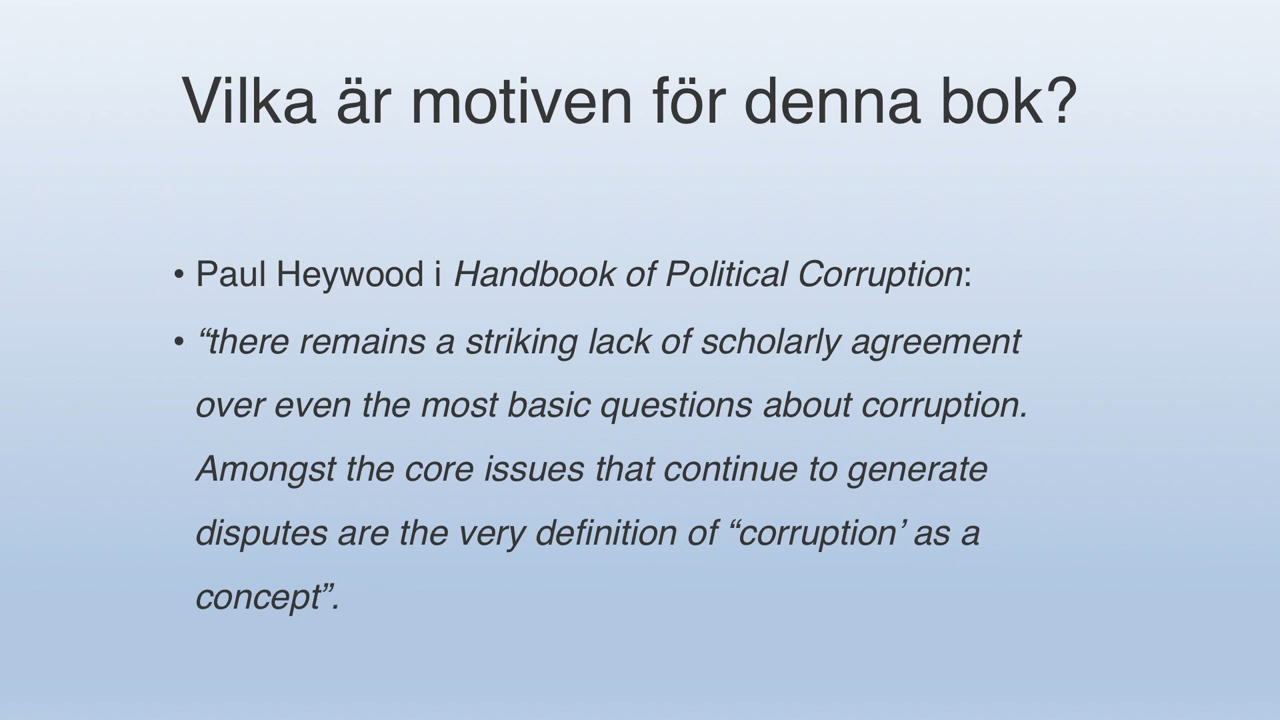 Vilka är motiven för denna bok?
• Paul Heywood i Handbook of Political Corruption:
• “there remains a striking lack of scholarly agreement
over even the most basic questions about corruption.
Amongst the core issues that continue to generate
disputes are the very definition of “corruption’ as a
concept”.